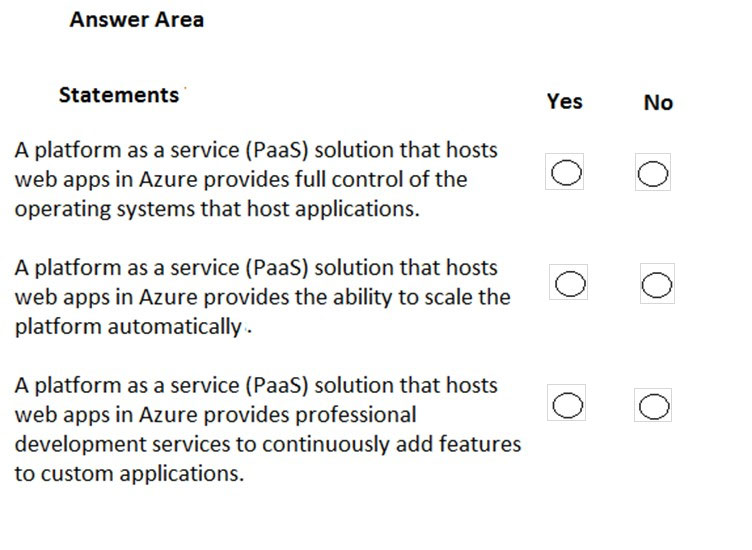 Answer Area
Statements
Yes No
A platform as a service (PaaS) solution that hosts
web apps in Azure provides full control of the
operating systems that host applications.
A platform as a service (PaaS) solution that hosts
web apps in Azure provides the ability to scale the
platform automatically.
A platform as a service (PaaS) solution that hosts
web apps in Azure provides professional
development services to continuously add features
to custom applications.